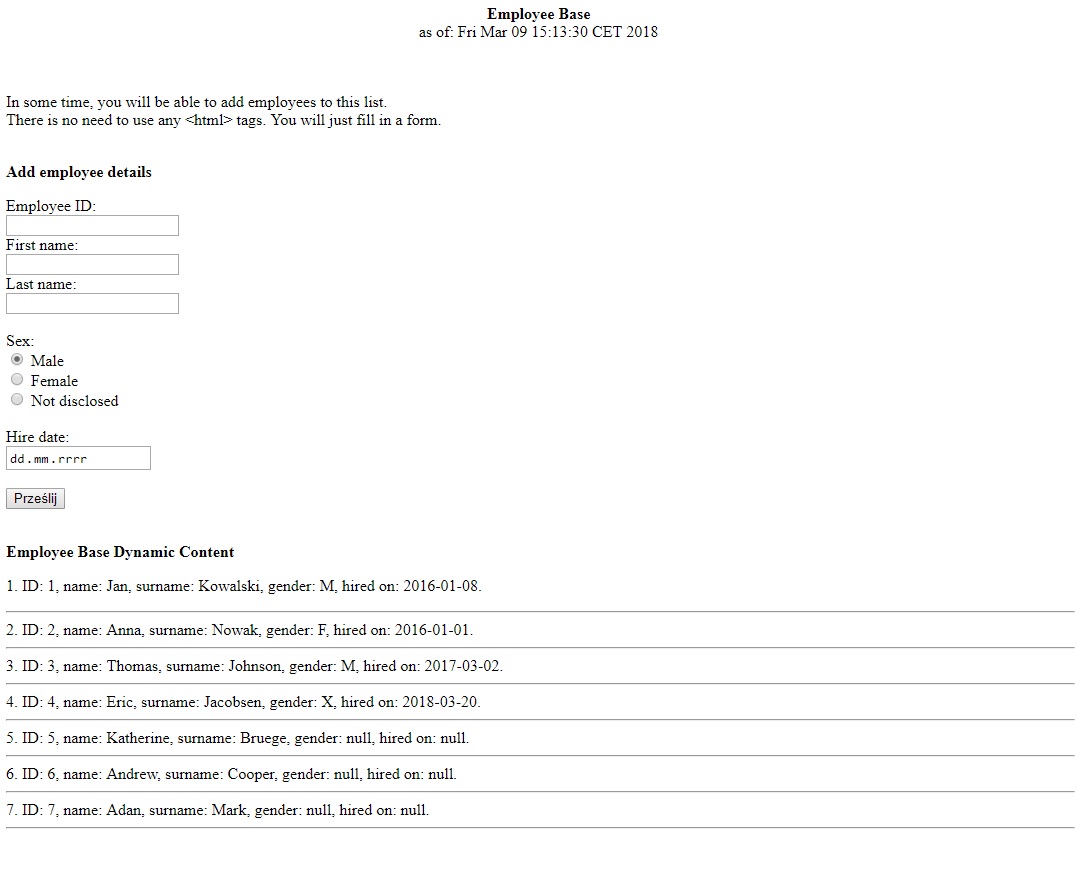 Employee Base
as of: Fri Mar 09 15:13:30 CET 2018
In some time, you will be able to add employees to this list.
There is no need to use any <html> tags. You will just fill in a form.
Add employee details
Employee ID:
First name:
Last name:
Sex:
Male
Female
Not disclosed
Hire date:
dd.mm.rrrr
Prześlij
Employee Base Dynamic Content
1. ID: 1, name: Jan, surname: Kowalski, gender: M, hired on: 2016-01-08.
2. ID: 2, name: Anna, surname: Nowak, gender: F, hired on: 2016-01-01.
3. ID: 3, name: Thomas, surname: Johnson, gender: M, hired on: 2017-03-02.
4. ID: 4, name: Eric, surname: Jacobsen, gender: X, hired on: 2018-03-20.
5. ID: 5, name: Katherine, surname: Bruege, gender: null, hired on: null.
6. ID: 6, name: Andrew, surname: Cooper, gender: null, hired on: null.
7. ID: 7, name: Adan, surname: Mark, gender: null, hired on: null.